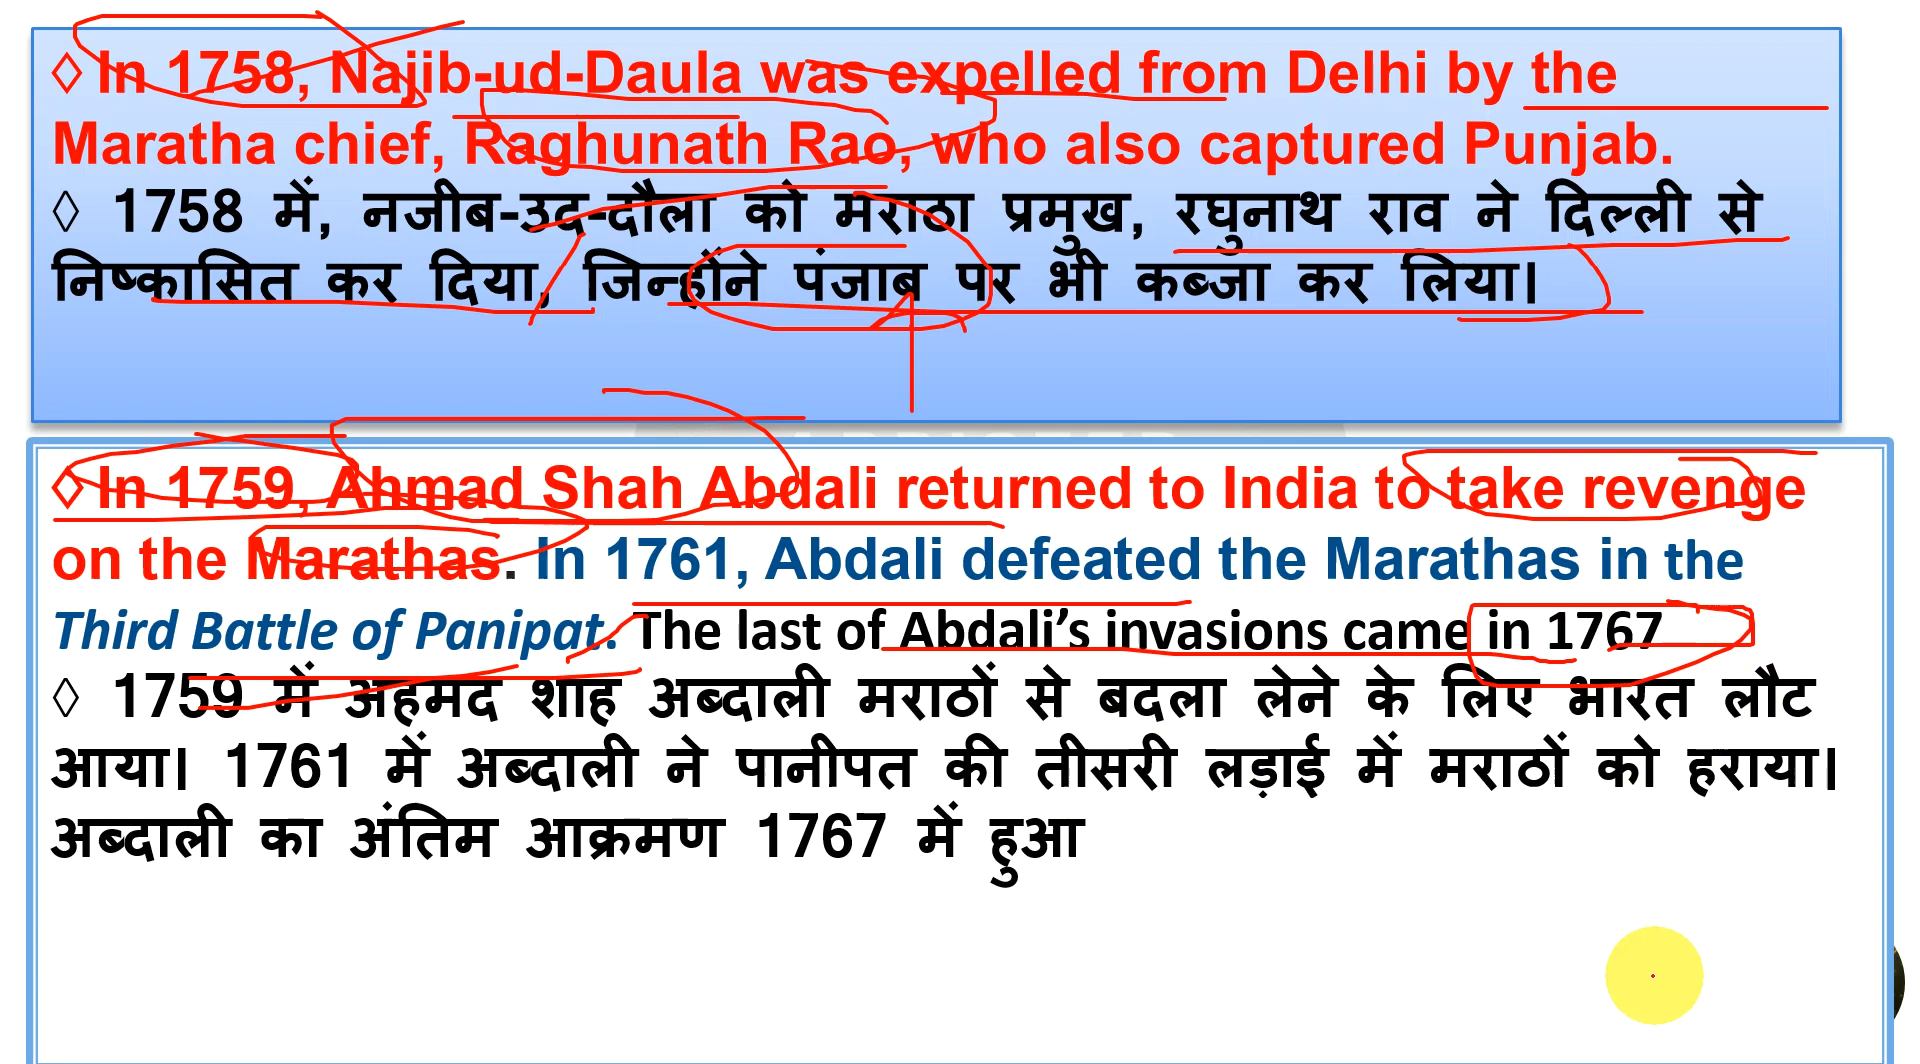 ◊ In 1758, Najib-ud-Daula was expelled from Delhi by the
Maratha chief, Raghunath Rao, who also captured Punjab.
◊ 1758 में, नजीब-उद-दौला को मराठा प्रमुख, रघुनाथ राव ने दिल्ली से
निष्कासित कर दिया, जिन्होंने पंजाब पर भी कब्जा कर लिया।
◊ In 1759, Ahmad Shah Abdali returned to India to take revenge
on the Marathas. In 1761, Abdali defeated the Marathas in the
Third Battle of Panipat. The last of Abdali’s invasions came in 1767
◊ 1759 में अहमद शाह अब्दाली मराठों से बदला लेने के लिए भारत लौट
आया। 1761 में अब्दाली ने पानीपत की तीसरी लड़ाई में मराठों को हराया।
अब्दाली का अंतिम आक्रमण 1767 में हुआ